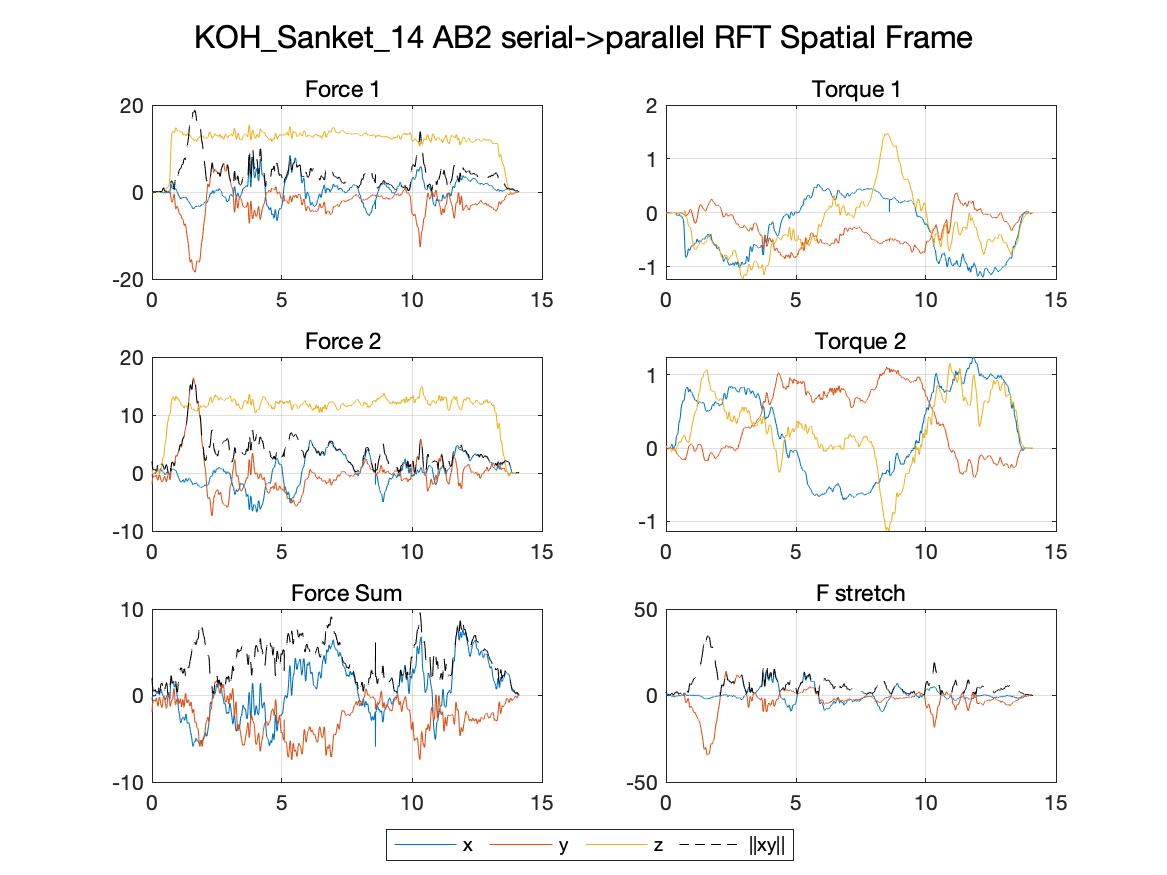 KOH_Sanket_14 AB2 serial->parallel RFT Spatial Frame
Force 1
20
0
-20
0 5 10 15
Torque 1
2
1
0
-1
0 5 10 15
Force 2
20
10
0
-10
0 5 10 15
Torque 2
1
0
-1
0 5 10 15
Force Sum
10
0
-10
0 5 10 15
F stretch
50
0
-50
0 5 10 15
x y z ||xy||